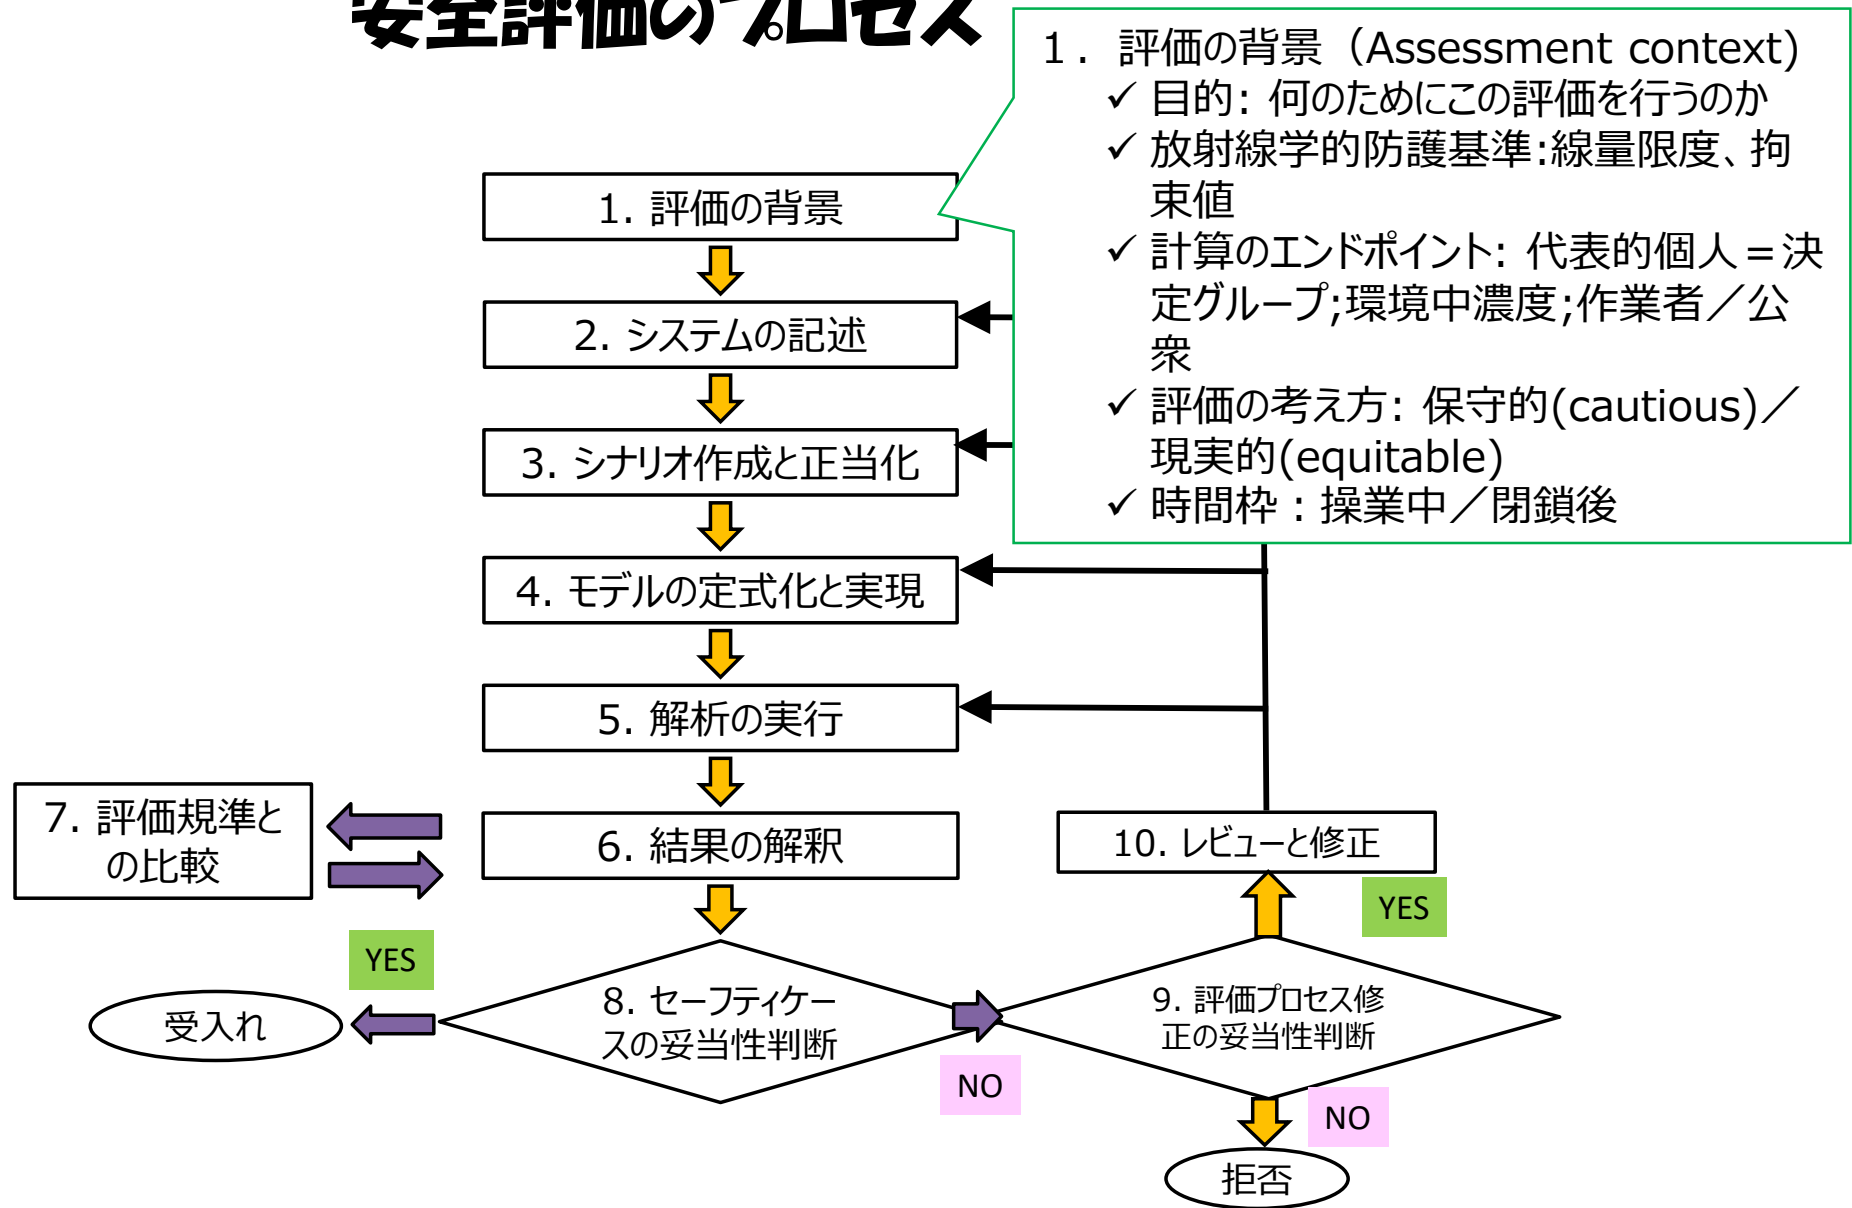 安全評価のプロセス
1. 評価の背景（Assessment context)
✓ 目的: 何のためにこの評価を行うのか
✓ 放射線学的防護基準:線量限度、拘
束値
✓ 計算のエンドポイント: 代表的個人=決
定グループ;環境中濃度;作業者／公
衆
✓ 評価の考え方: 保守的(cautious)／
現実的(equitable)
✓ 時間枠：操業中／閉鎖後
1. 評価の背景
2. システムの記述
3. シナリオ作成と正当化
4. モデルの定式化と実現
5. 解析の実行
7. 評価規準と
の比較
6. 結果の解釈
10. レビューと修正
YES
YES
受入れ
8. セーフティケー
スの妥当性判断
9. 評価プロセス修
正の妥当性判断
NO
NO
拒否